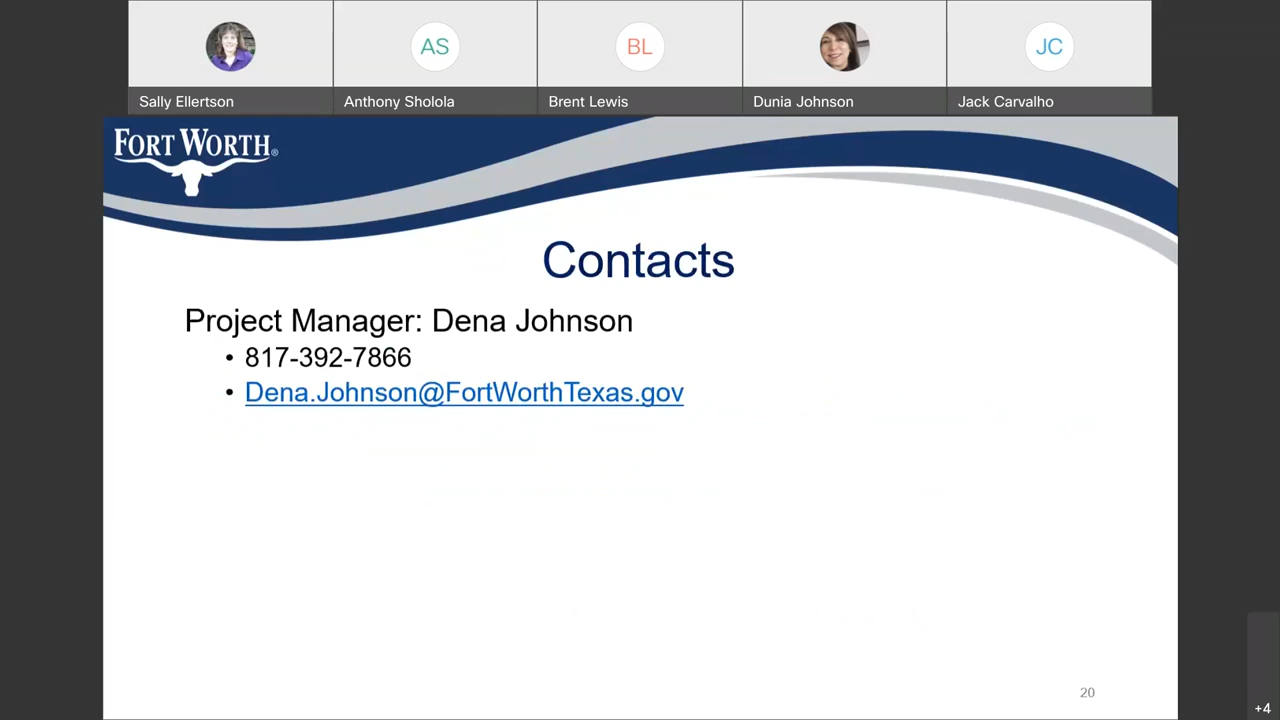 AS
BL
JC
Sally Ellertson
Anthony Sholola
Brent Lewis
Dunia Johnson
Jack Carvalho
FORT WORTH®
Contacts
Project Manager: Dena Johnson
• 817-392-7866
• Dena.Johnson@FortWorthTexas.gov
20
+4